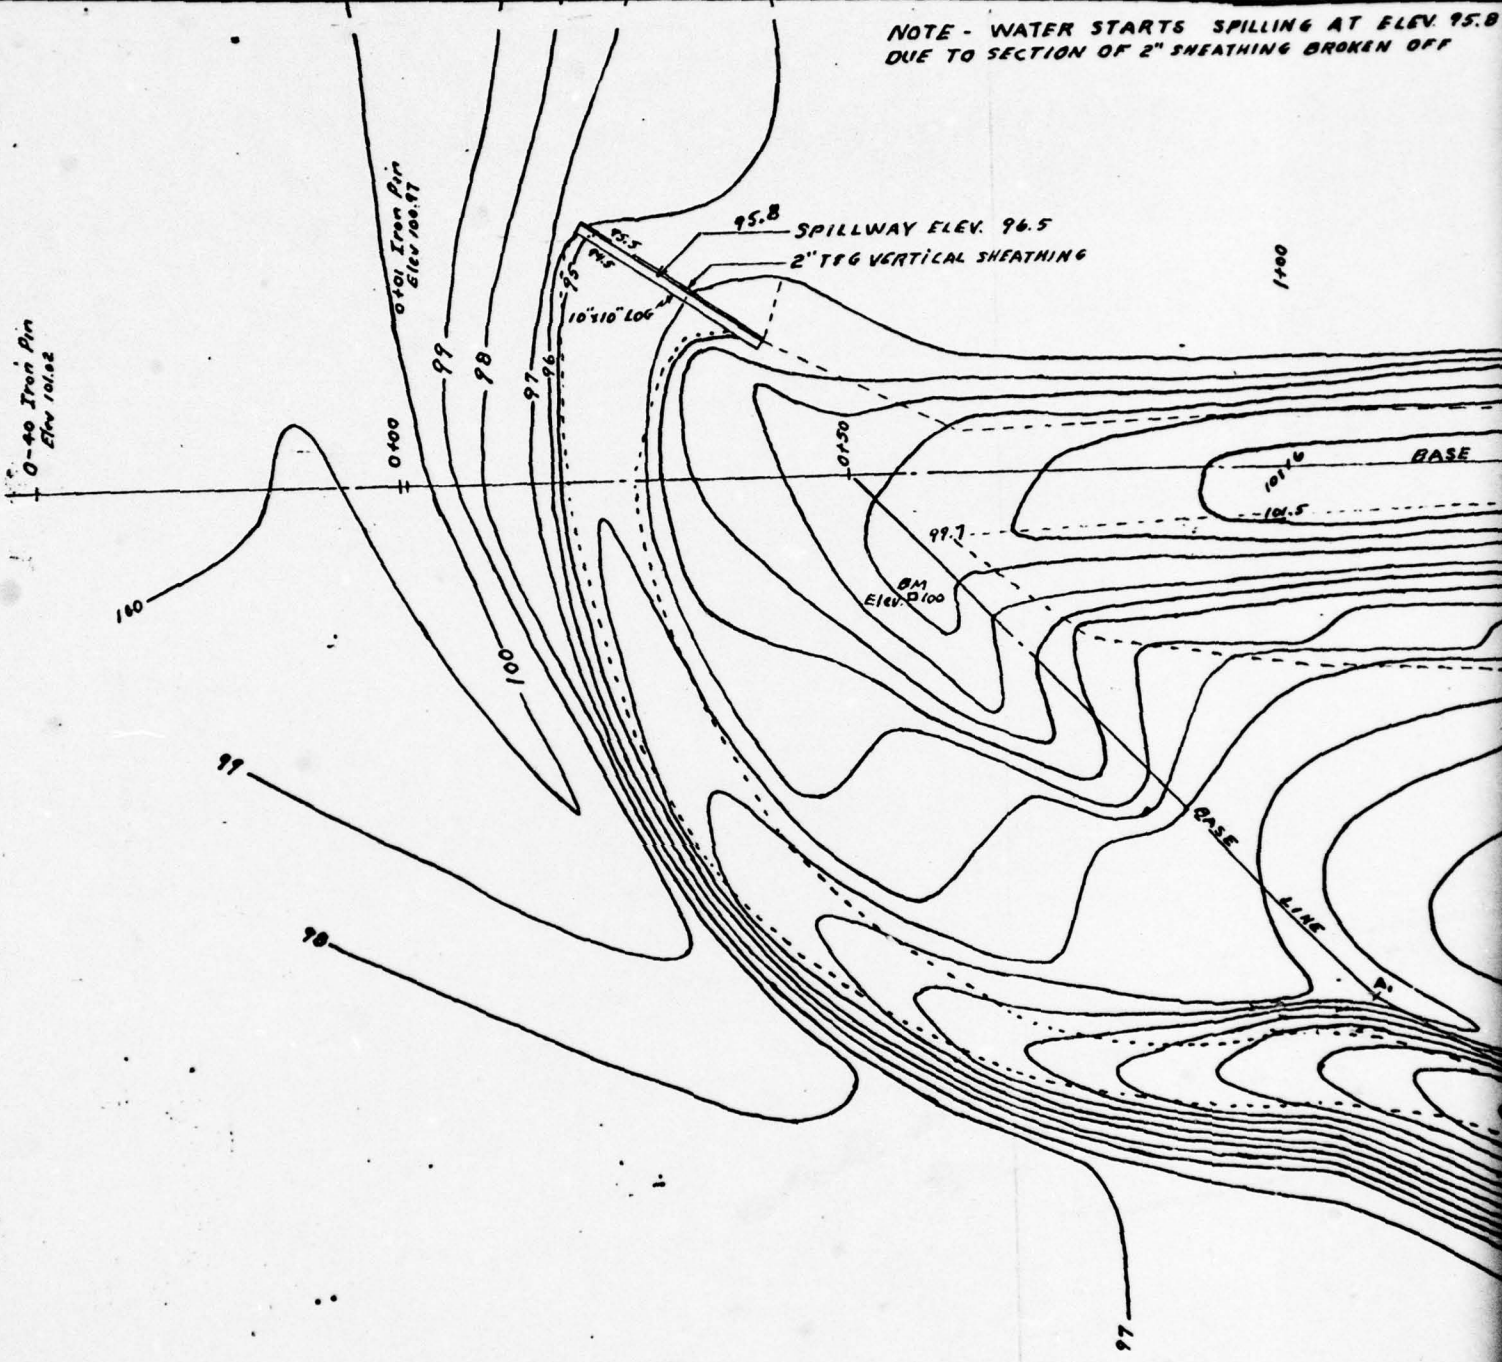 NOTE - WATER STARTS SPILLING AT ELEV. 95.8
DUE TO SECTION OF 2" SHEATHING BROKEN OFF
0+01 Iron Pin
Elev 100.97
95.8
SPILLWAY ELEV. 96.5
2" T&G VERTICAL SHEATHING
95.5
94.5
95
10"x10" LOG
1+00
0-40 Iron Pin
Elev 101.02
99
98
97
96
0+00
0+50
BASE
101.6
101.5
99.7
BM
Elev. 100
100
100
99
98
BASE
LINE
A'
97